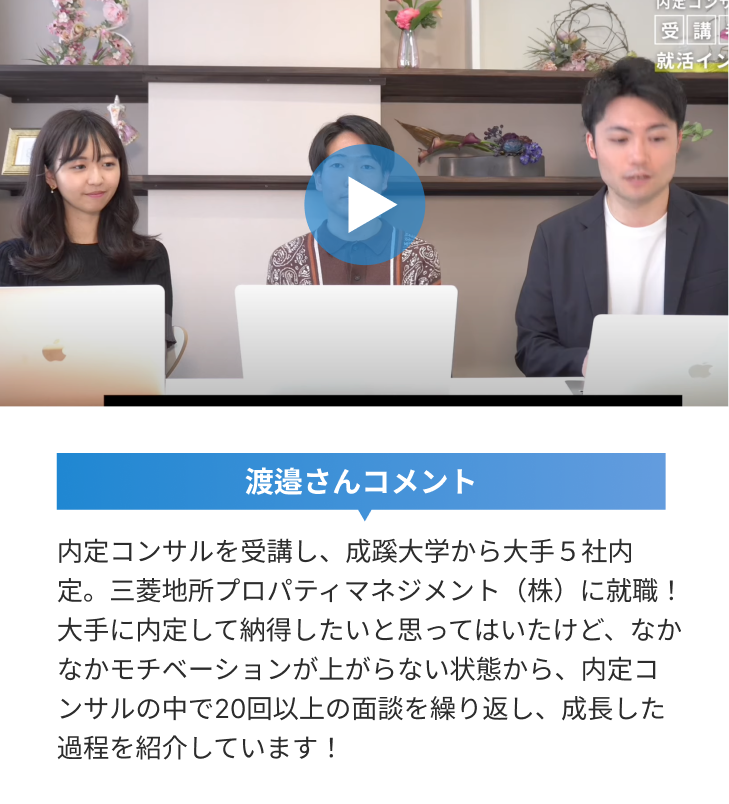 内定コンサ
受講
就活イン
渡邉さんコメント
内定コンサルを受講し、成蹊大学から大手５社内
定。三菱地所プロパティマネジメント（株）に就職！
大手に内定して納得したいと思ってはいたけど、なか
なかモチベーションが上がらない状態から、内定コ
ンサルの中で20回以上の面談を繰り返し、成長した
過程を紹介しています！